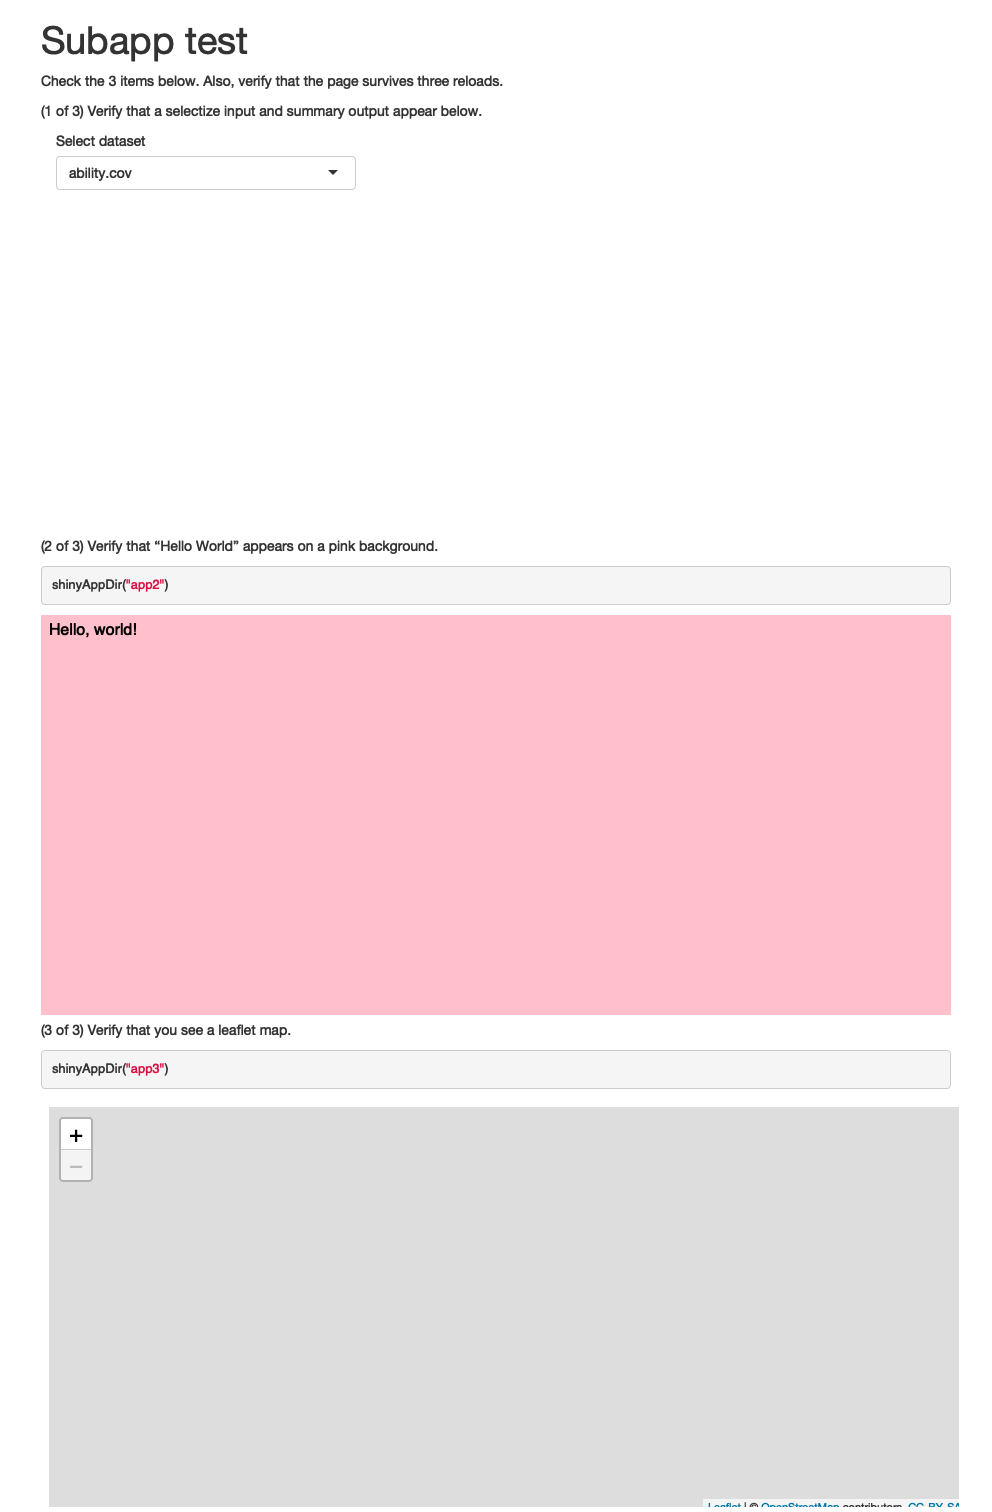 Subapp test
Check the 3 items below. Also, verify that the page survives three reloads.
(1 of 3) Verify that a selectize input and summary output appear below.
Select dataset
ability.cov
(2 of 3) Verify that “Hello World” appears on a pink background.
shinyAppDir("app2")
Hello, world!
(3 of 3) Verify that you see a leaflet map.
shinyAppDir("app3")
+
−
Leaflet | © OpenStreetMap contributors, CC-BY-SA